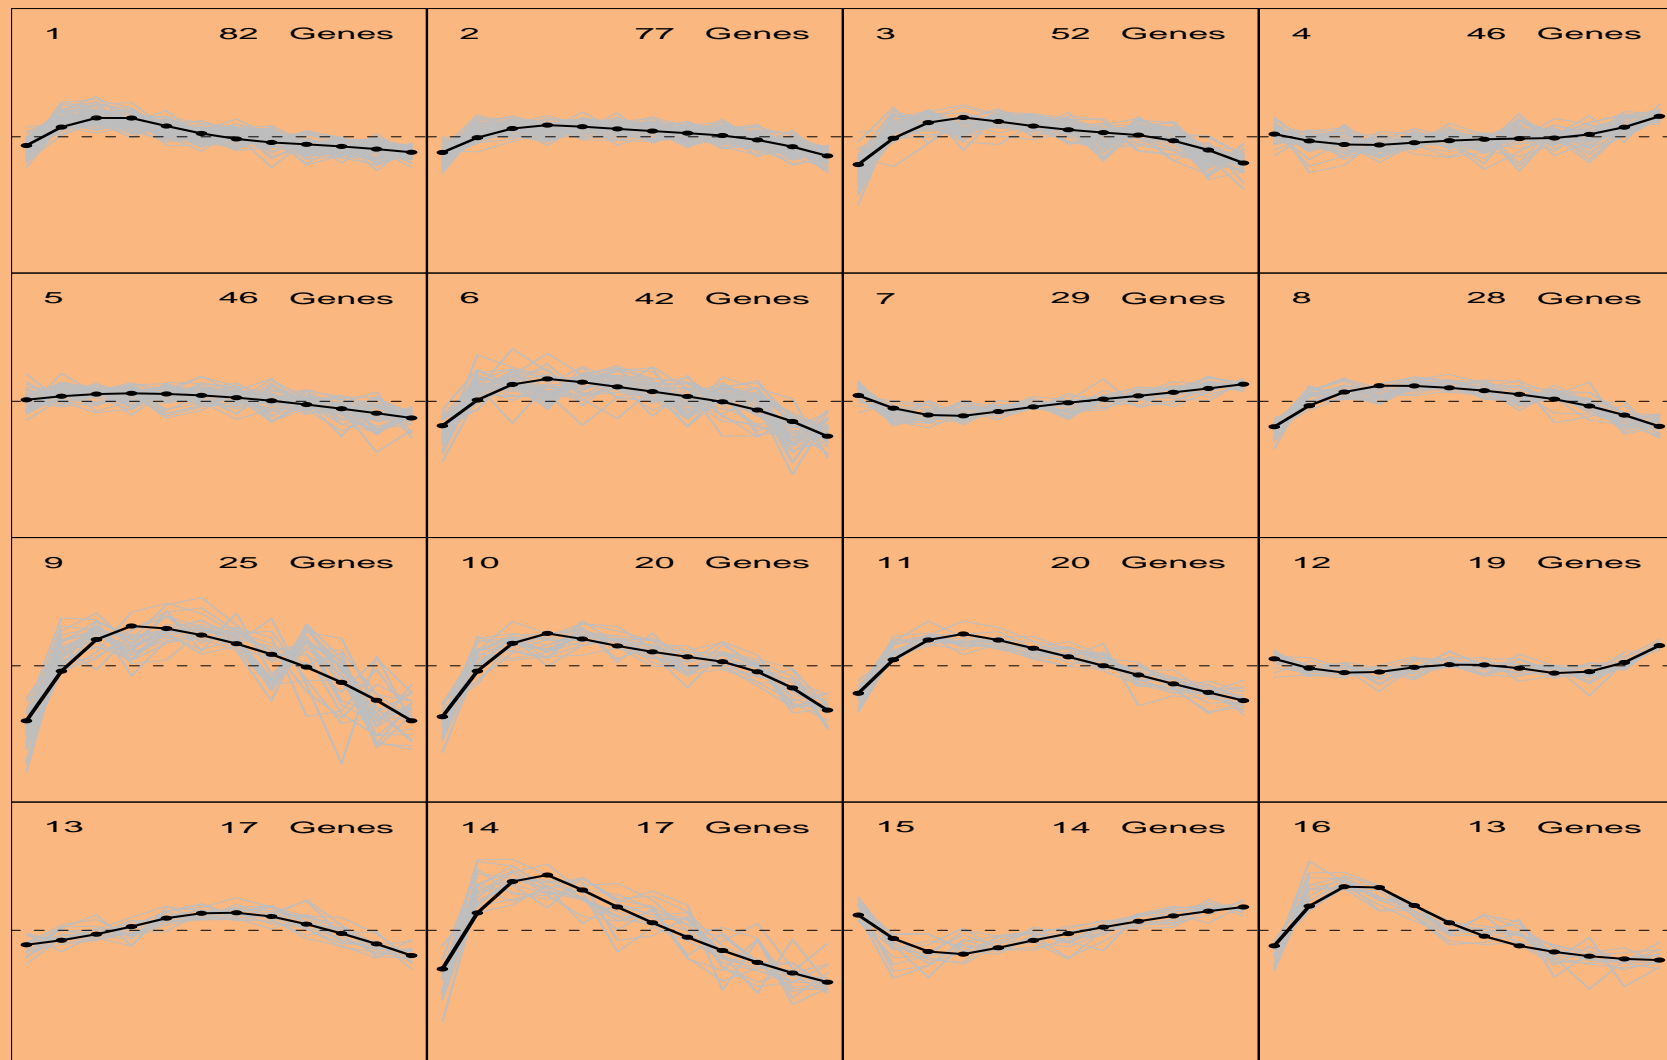 1 82 Genes
2 77 Genes
3 52 Genes
4 46 Genes
5 46 Genes
6 42 Genes
7 29 Genes
8 28 Genes
9 25 Genes
10 20 Genes
11 20 Genes
12 19 Genes
13 17 Genes
14 17 Genes
15 14 Genes
16 13 Genes